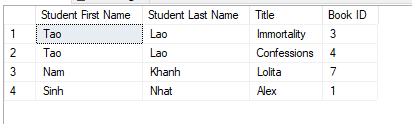 Student First Name Student Last Name Title Book ID
1 Tao Lao Immortality 3
2 Tao Lao Confessions 4
3 Nam Khanh Lolita 7
4 Sinh Nhat Alex 1